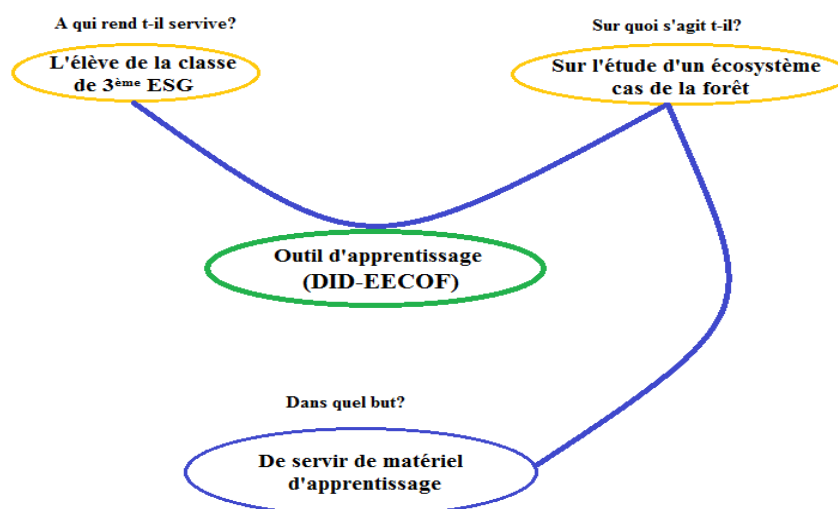 A qui rend t-il servive?
L'élève de la classe
de 3ème ESG
Sur quoi s'agit t-il?
Sur l'étude d'un écosystème
cas de la forêt
Outil d'apprentissage
(DID-EECOF)
Dans quel but?
De servir de matériel
d'apprentissage